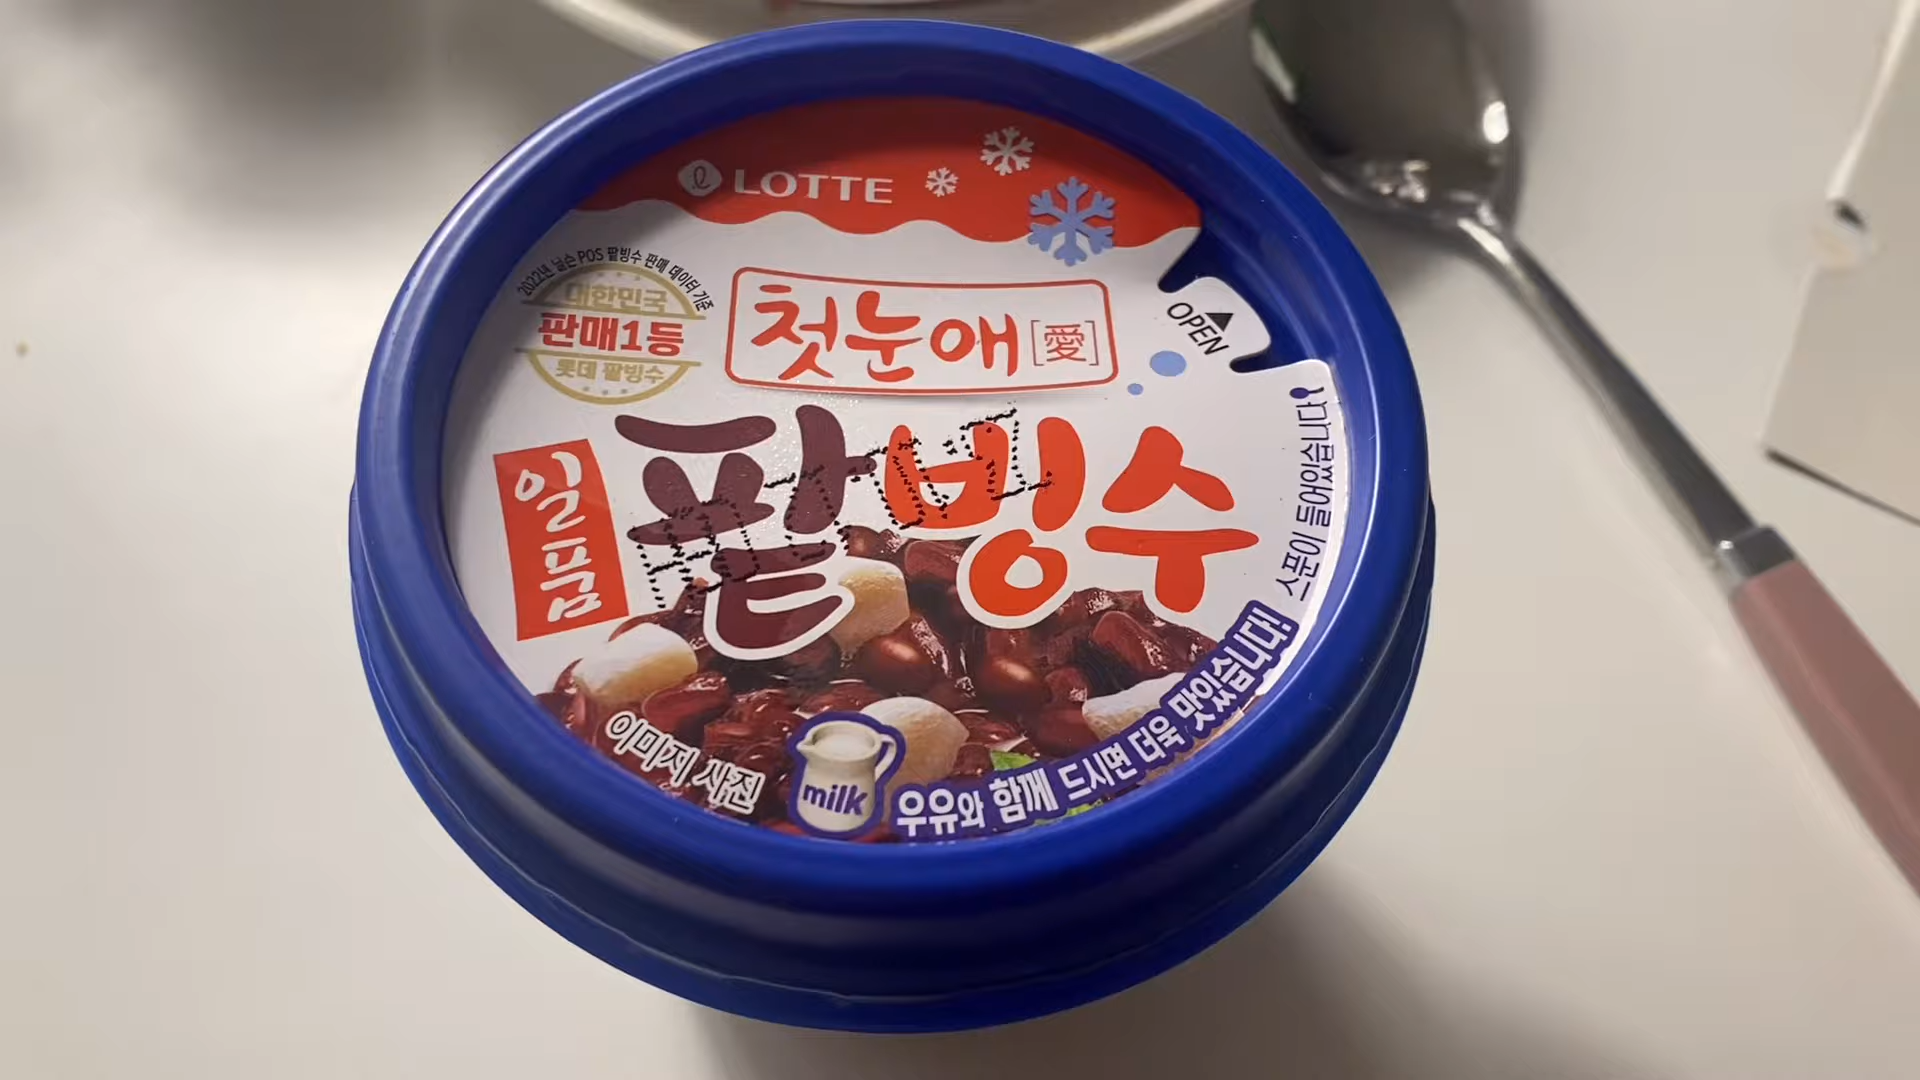 LOTTE
2022년 닐슨 POS 팥빙수 판매 데이터 기준
대한민국
판매1등
롯데 팥빙수
첫눈애[愛]
OPEN
일품
팥빙수
스푼이 들어있습니다
이미지 사진
milk
우유와 함께 드시면 더욱 맛있습니다!